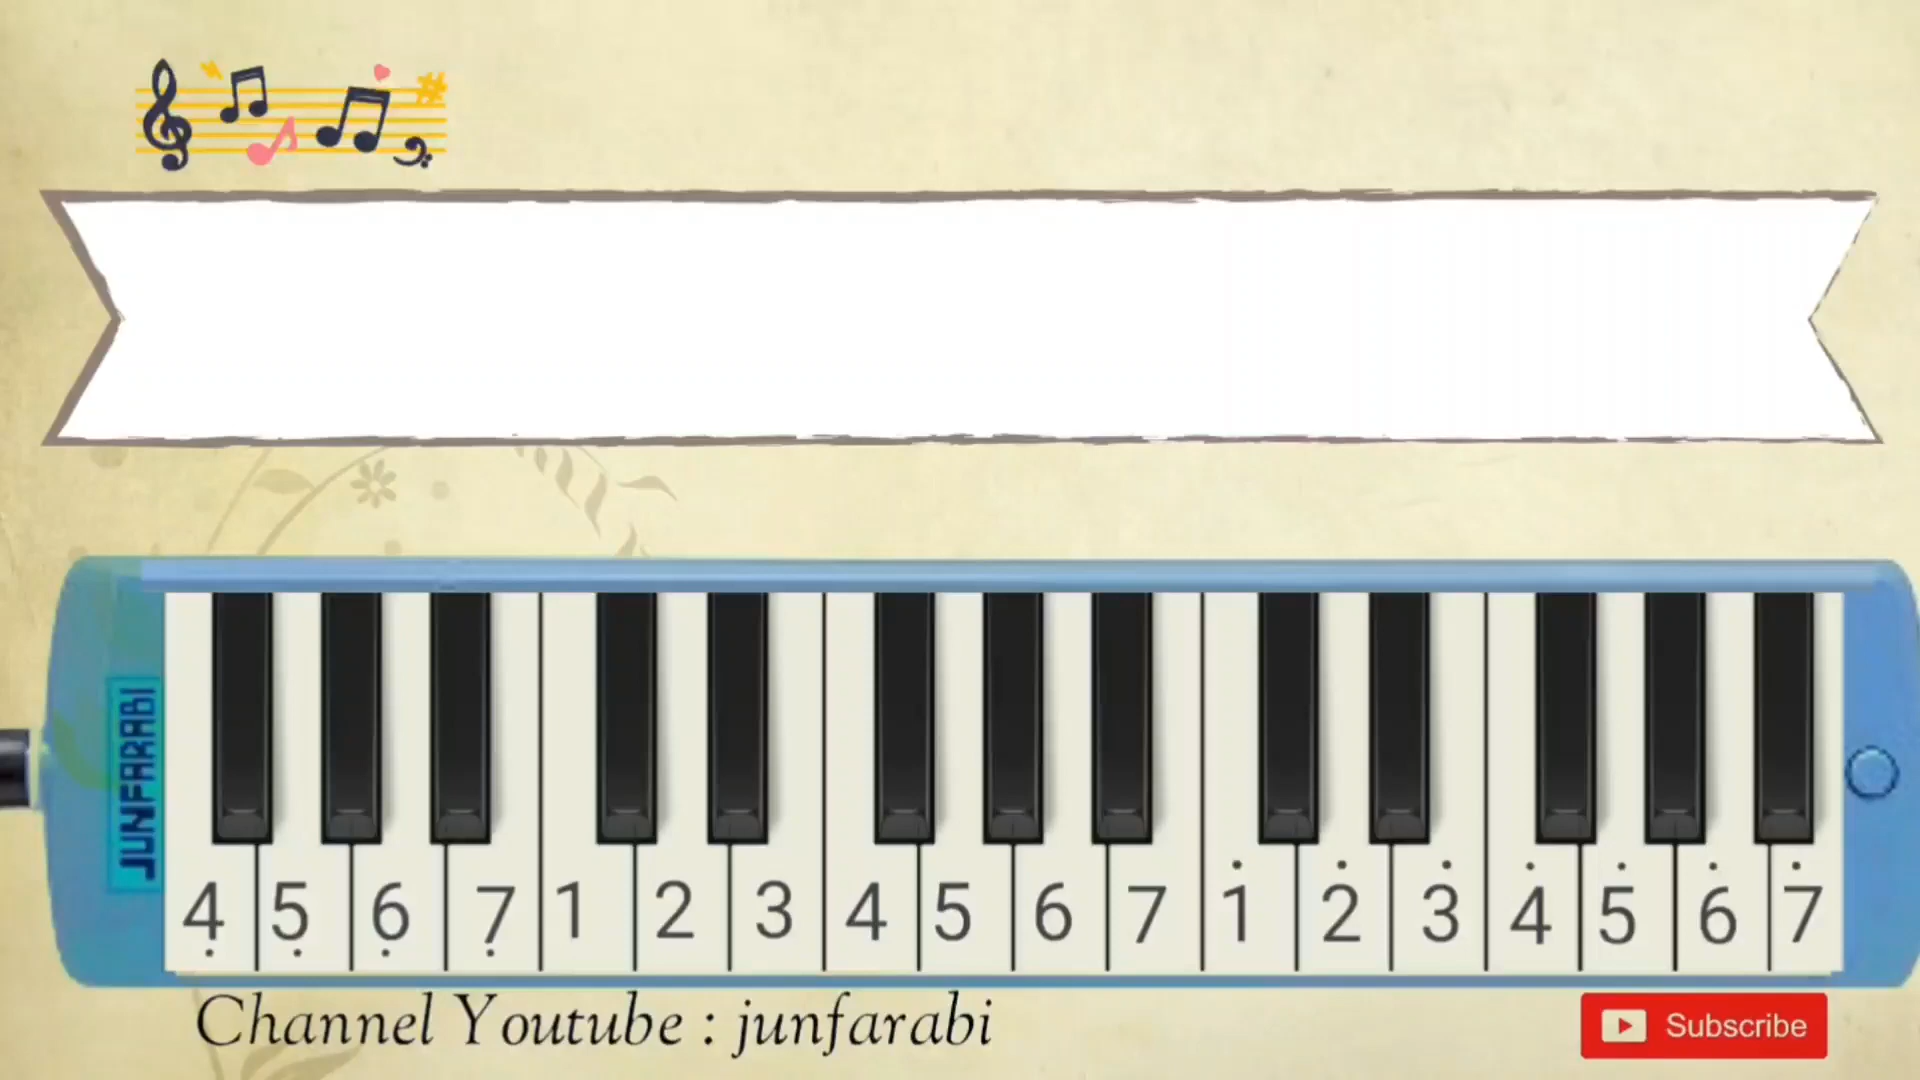 JUNFARABI
4̣ 5̣ 6̣ 7̣ 1 2 3 4 5 6 7 1̇ 2̇ 3̇ 4̇ 5̇ 6̇ 7̇
Channel Youtube : junfarabi
Subscribe